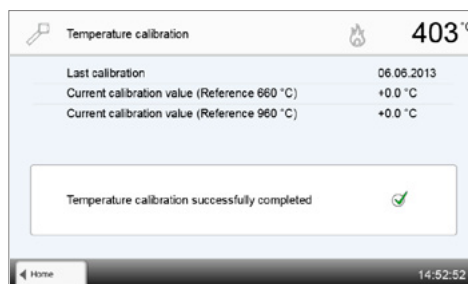 Temperature calibration 403 °C
Last calibration 06.06.2013
Current calibration value (Reference 660 °C) +0.0 °C
Current calibration value (Reference 960 °C) +0.0 °C
Temperature calibration successfully completed
Home 14:52:52